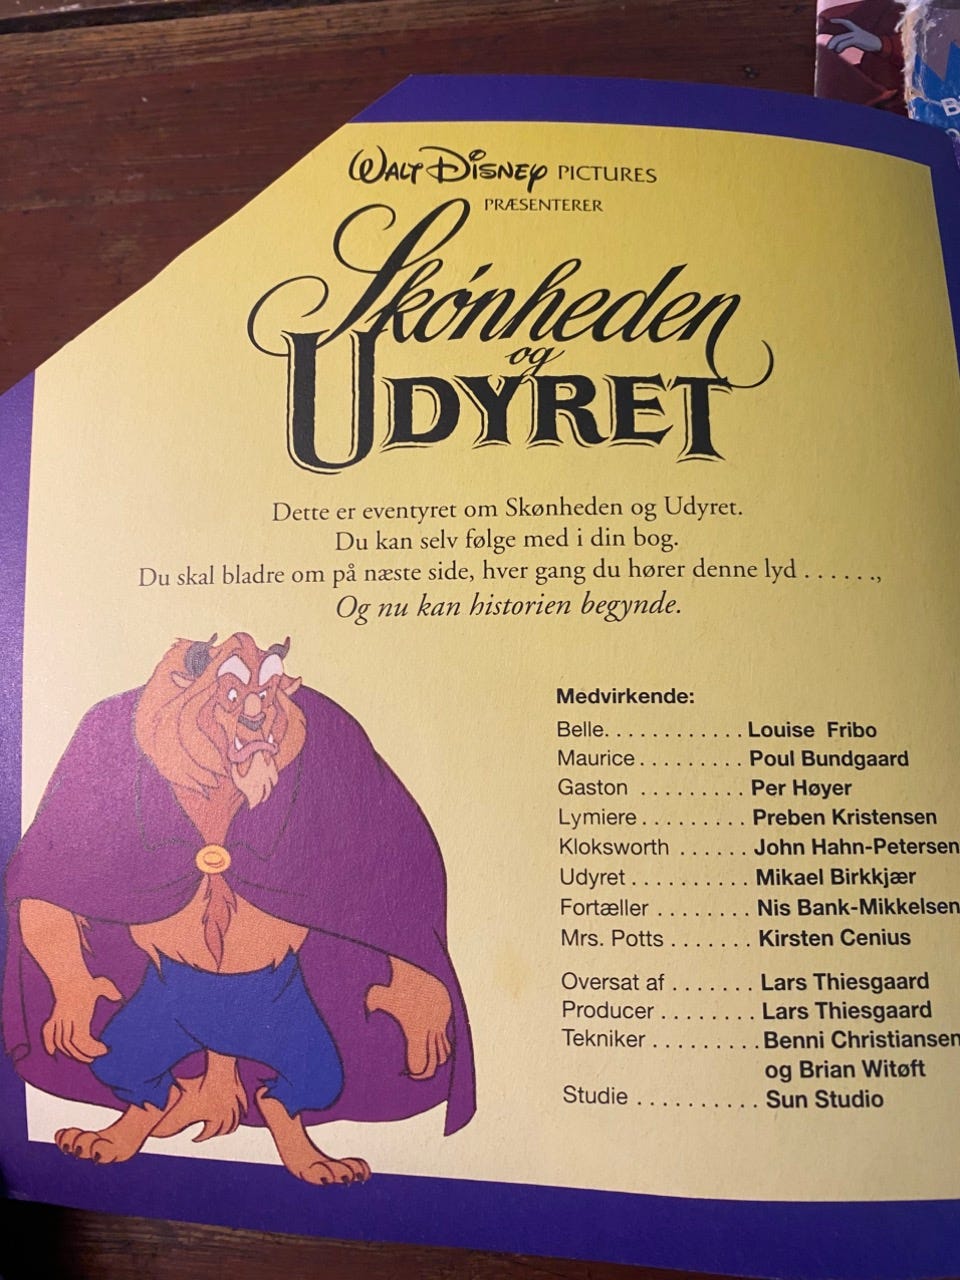 WALT DISNEY PICTURES
PRÆSENTERER
Skønheden
og
UDYRET
Dette er eventyret om Skønheden og Udyret.
Du kan selv følge med i din bog.
Du skal bladre om på næste side, hver gang du hører denne lyd . . . . . .,
Og nu kan historien begynde.
Medvirkende:
Belle. . . . . . . . . . . . Louise Fribo
Maurice . . . . . . . . . Poul Bundgaard
Gaston . . . . . . . . . Per Høyer
Lymiere . . . . . . . . . Preben Kristensen
Kloksworth . . . . . . John Hahn-Petersen
Udyret . . . . . . . . . . Mikael Birkkjær
Fortæller . . . . . . . . Nis Bank-Mikkelsen
Mrs. Potts . . . . . . . Kirsten Cenius
Oversat af . . . . . . . Lars Thiesgaard
Producer . . . . . . . . Lars Thiesgaard
Tekniker . . . . . . . . . Benni Christiansen
og Brian Witøft
Studie . . . . . . . . . . Sun Studio